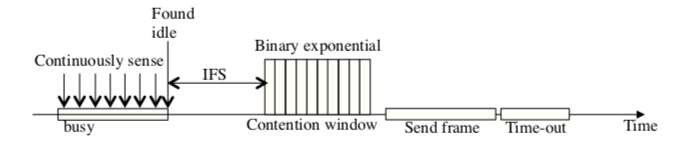 Found
idle
Binary exponential
Continuously sense
IFS
busy
Contention window
Send frame
Time-out
Time